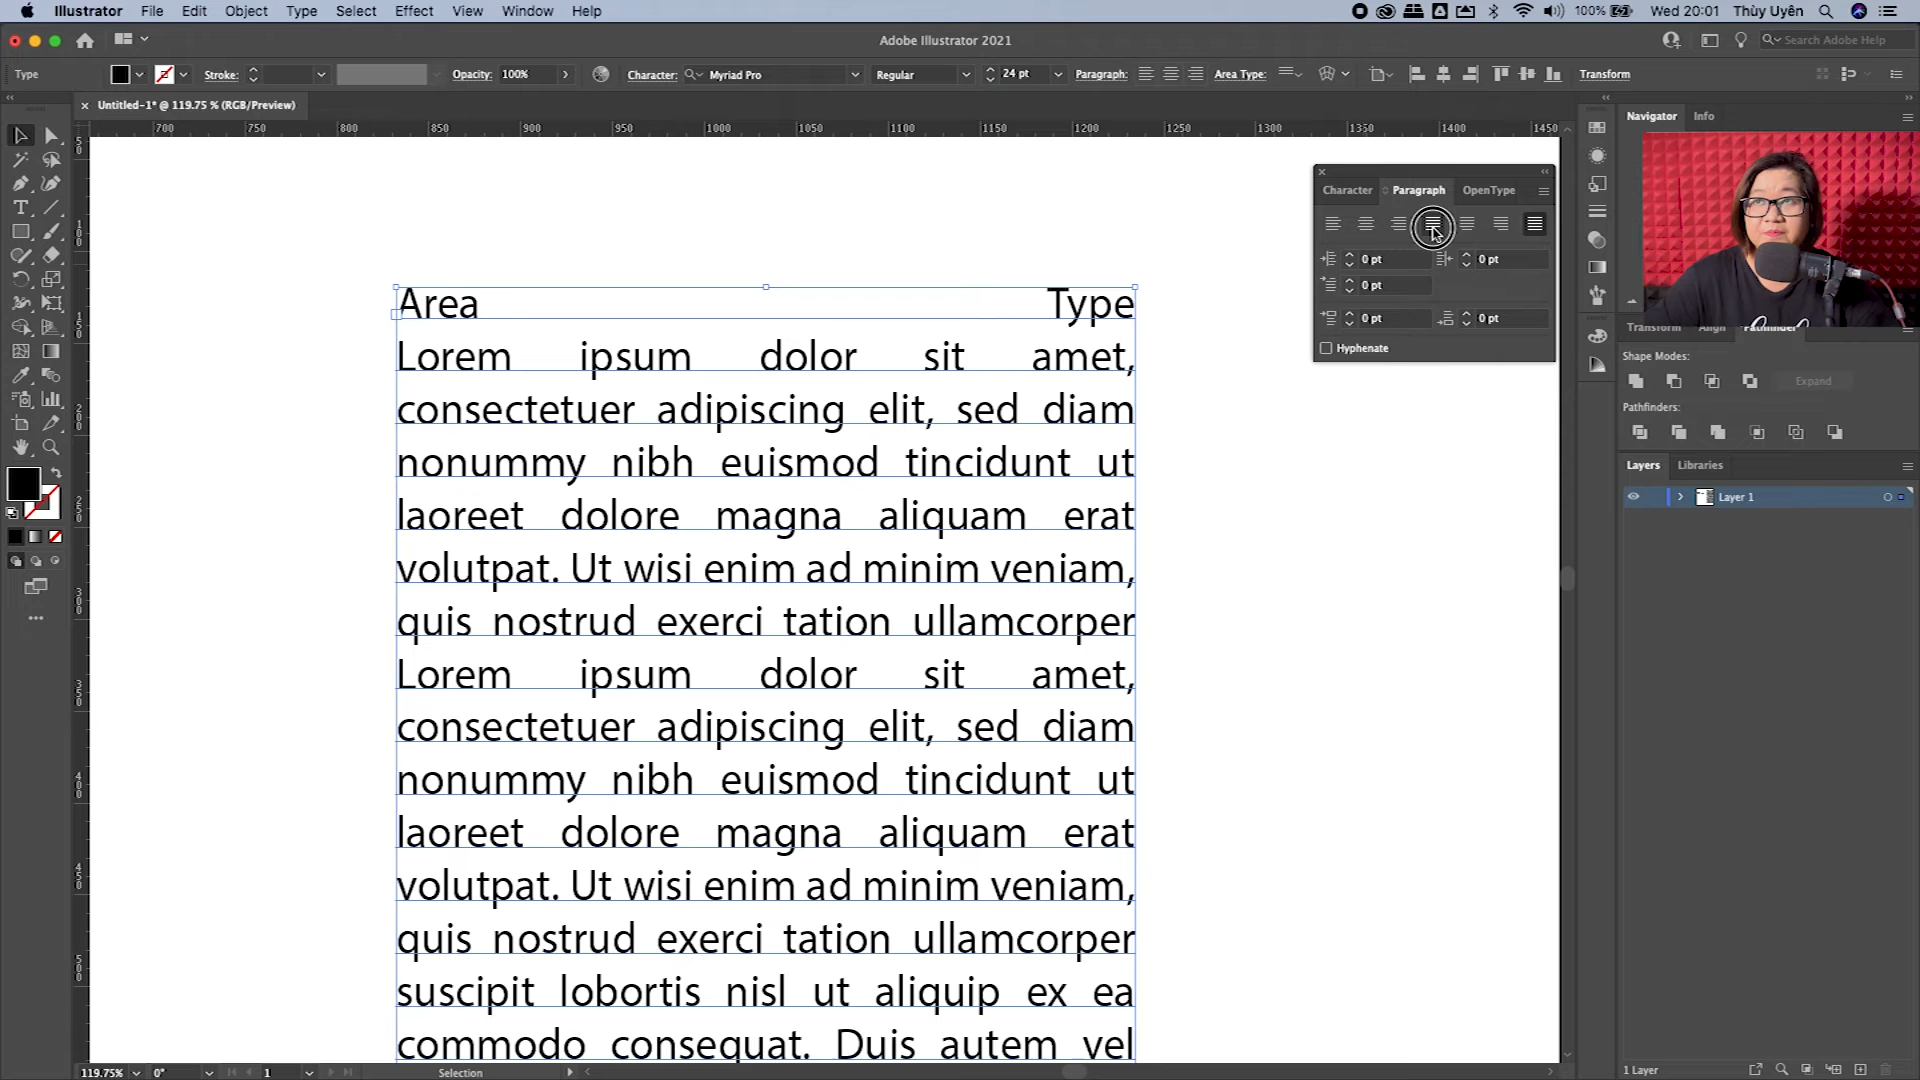 Illustrator File Edit Object Type Select Effect View Window Help
100% Wed 20:01 Thùy Uyên
Adobe Illustrator 2021
Search Adobe Help
Type Stroke: Opacity: 100% Character: Myriad Pro Regular 24 pt Paragraph: Area Type: Transform
Untitled-1* @ 119.75 % (RGB/Preview)
700 750 800 850 900 950 1000 1050 1100 1150 1200 1250 1300 1350 1400 1450
Navigator Info
Character Paragraph OpenType
0 pt 0 pt
0 pt
0 pt 0 pt
Hyphenate
Area Type
Lorem ipsum dolor sit amet,
consectetuer adipiscing elit, sed diam
nonummy nibh euismod tincidunt ut
laoreet dolore magna aliquam erat
volutpat. Ut wisi enim ad minim veniam,
quis nostrud exerci tation ullamcorper
Lorem ipsum dolor sit amet,
consectetuer adipiscing elit, sed diam
nonummy nibh euismod tincidunt ut
laoreet dolore magna aliquam erat
volutpat. Ut wisi enim ad minim veniam,
quis nostrud exerci tation ullamcorper
suscipit lobortis nisl ut aliquip ex ea
commodo consequat. Duis autem vel
Transform Align Pathfinder
Shape Modes:
Expand
Pathfinders:
Layers Libraries
Layer 1
119.75% 0° 1 Selection
1 Layer